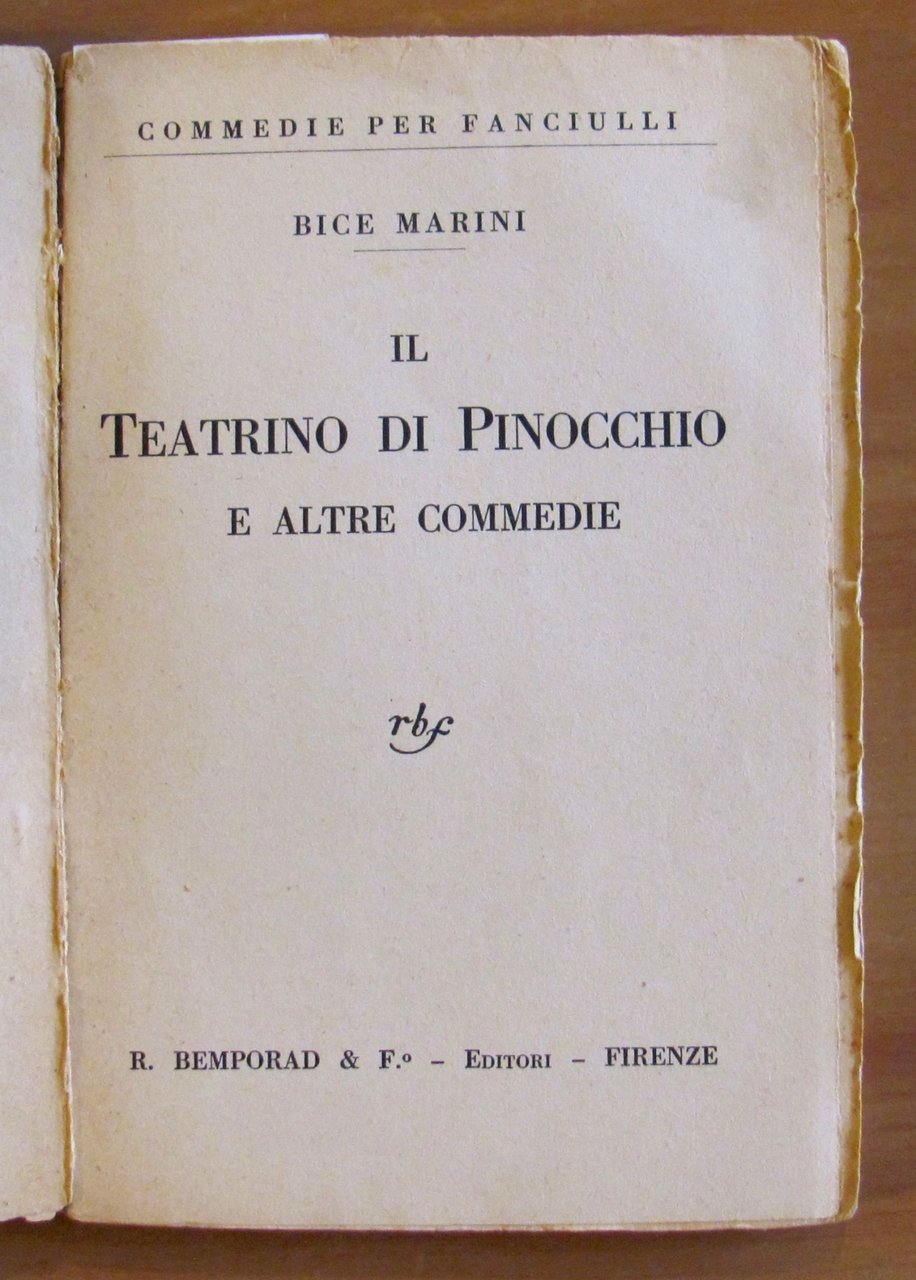 COMMEDIE PER FANCIULLI
BICE MARINI
IL
TEATRINO DI PINOCCHIO
E ALTRE COMMEDIE
rbf
R. BEMPORAD & F.º – EDITORI – FIRENZE